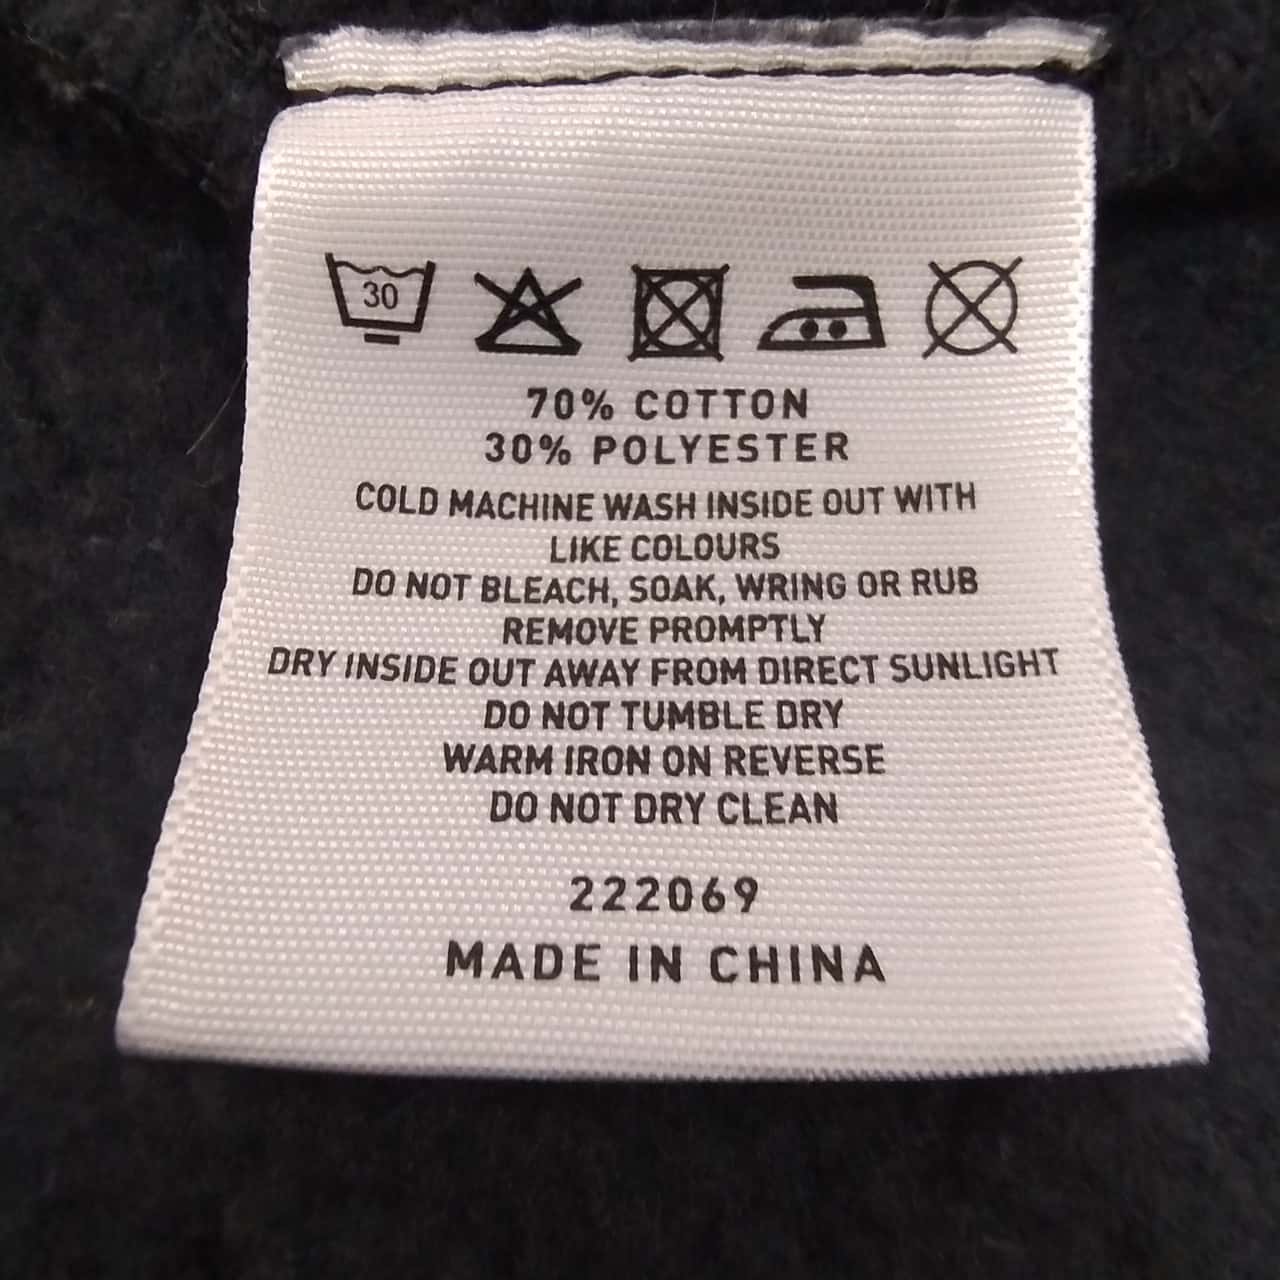 30
70% COTTON
30% POLYESTER
COLD MACHINE WASH INSIDE OUT WITH
LIKE COLOURS
DO NOT BLEACH, SOAK, WRING OR RUB
REMOVE PROMPTLY
DRY INSIDE OUT AWAY FROM DIRECT SUNLIGHT
DO NOT TUMBLE DRY
WARM IRON ON REVERSE
DO NOT DRY CLEAN
222069
MADE IN CHINA